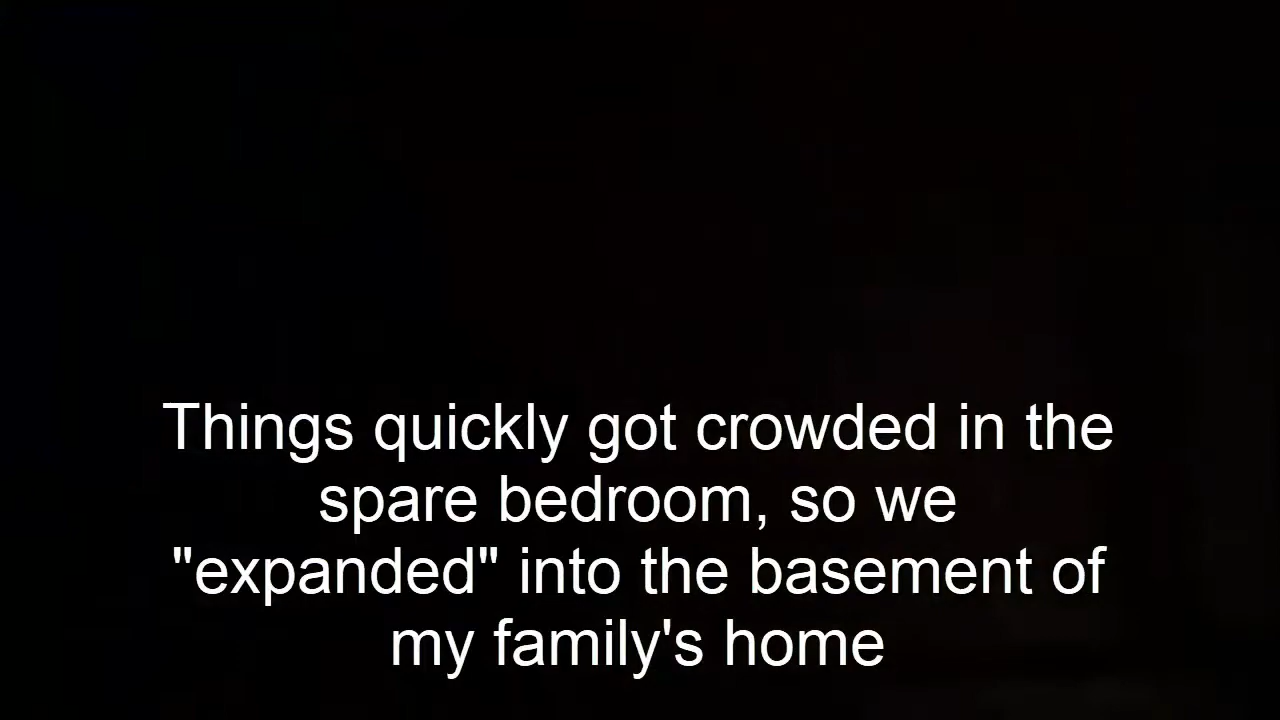 Things quickly got crowded in the
spare bedroom, so we
"expanded" into the basement of
my family's home